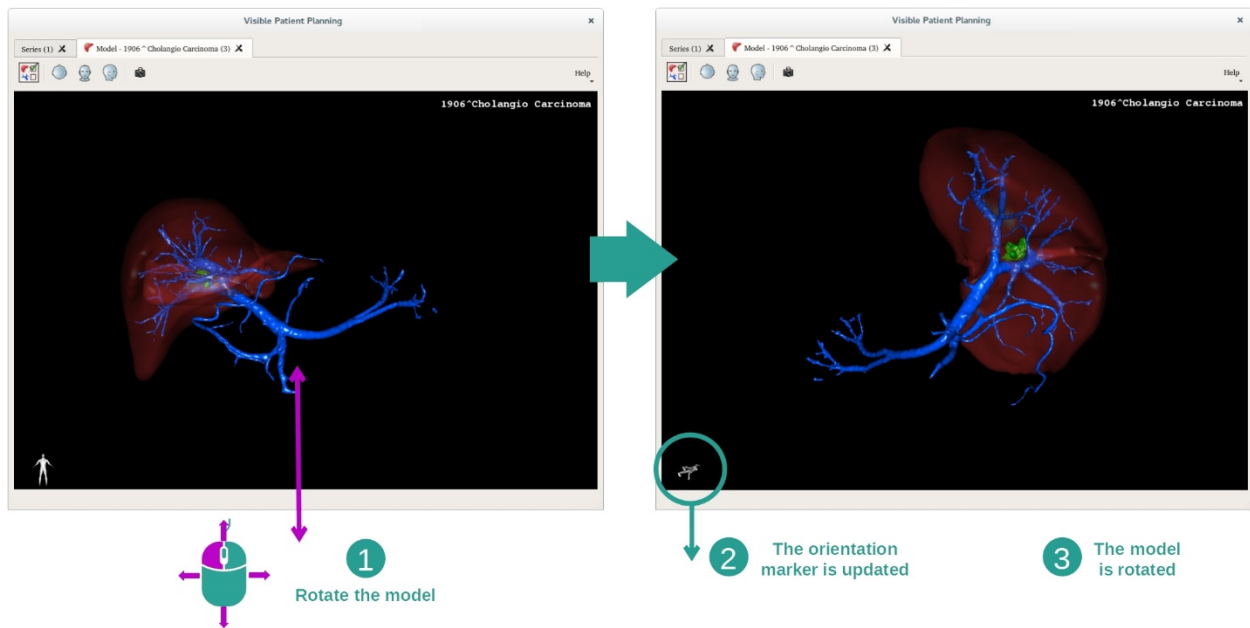 Visible Patient Planning
×
Series (1) ✗ Model - 1906 ^ Cholangio Carcinoma (3) ✗
Help
1906^Cholangio Carcinoma
Visible Patient Planning
×
Series (1) ✗ Model - 1906 ^ Cholangio Carcinoma (3) ✗
Help
1906^Cholangio Carcinoma
1
Rotate the model
2
The orientation
marker is updated
3
The model
is rotated